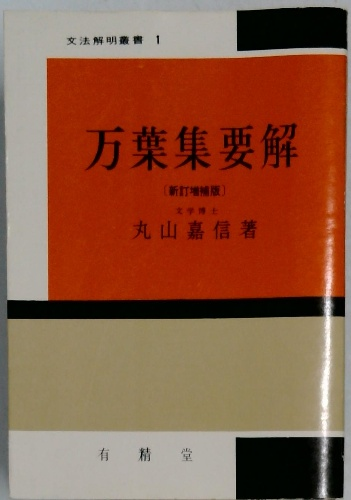 文法解明叢書 1
万葉集要解
〔新訂増補版〕
文学博士
丸山嘉信著
有精堂